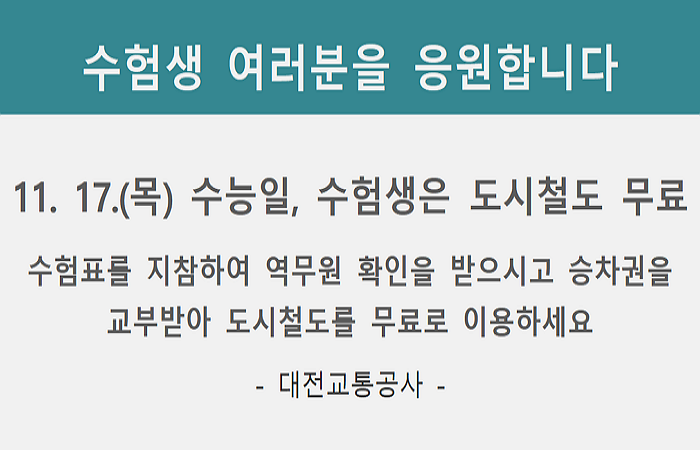 수험생 여러분을 응원합니다
11. 17.(목) 수능일, 수험생은 도시철도 무료
수험표를 지참하여 역무원 확인을 받으시고 승차권을
교부받아 도시철도를 무료로 이용하세요
- 대전교통공사 -